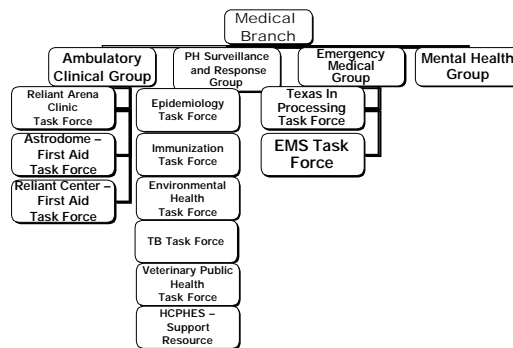 Medical
Branch
Ambulatory
Clinical Group
PH Surveillance
and Response
Group
Emergency
Medical
Group
Mental Health
Group
Reliant Arena
Clinic
Task Force
Astrodome –
First Aid
Task Force
Reliant Center –
First Aid
Task Force
Epidemiology
Task Force
Immunization
Task Force
Environmental
Health
Task Force
TB Task Force
Veterinary Public
Health
Task Force
HCPHES –
Support
Resource
Texas In
Processing
Task Force
EMS Task
Force